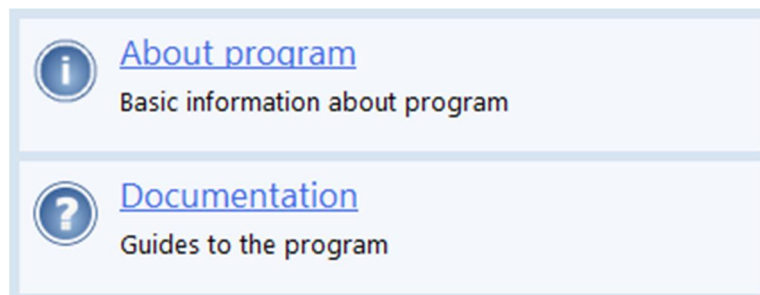 i
About program
Basic information about program
?
Documentation
Guides to the program